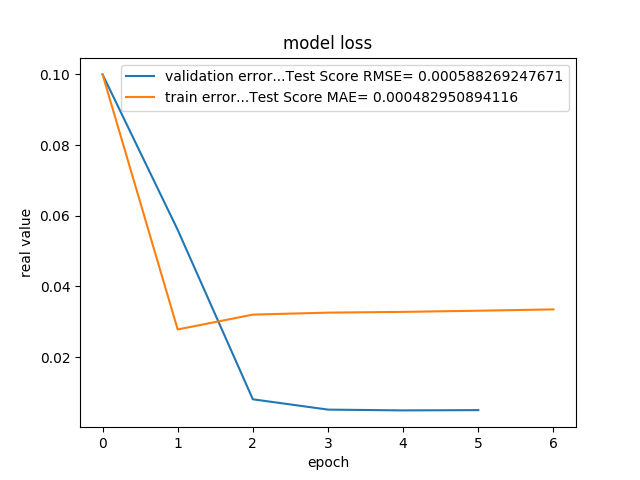 model loss
validation error...Test Score RMSE= 0.000588269247671
train error...Test Score MAE= 0.000482950894116
real value
0.10
0.08
0.06
0.04
0.02
0
1
2
3
4
5
6
epoch